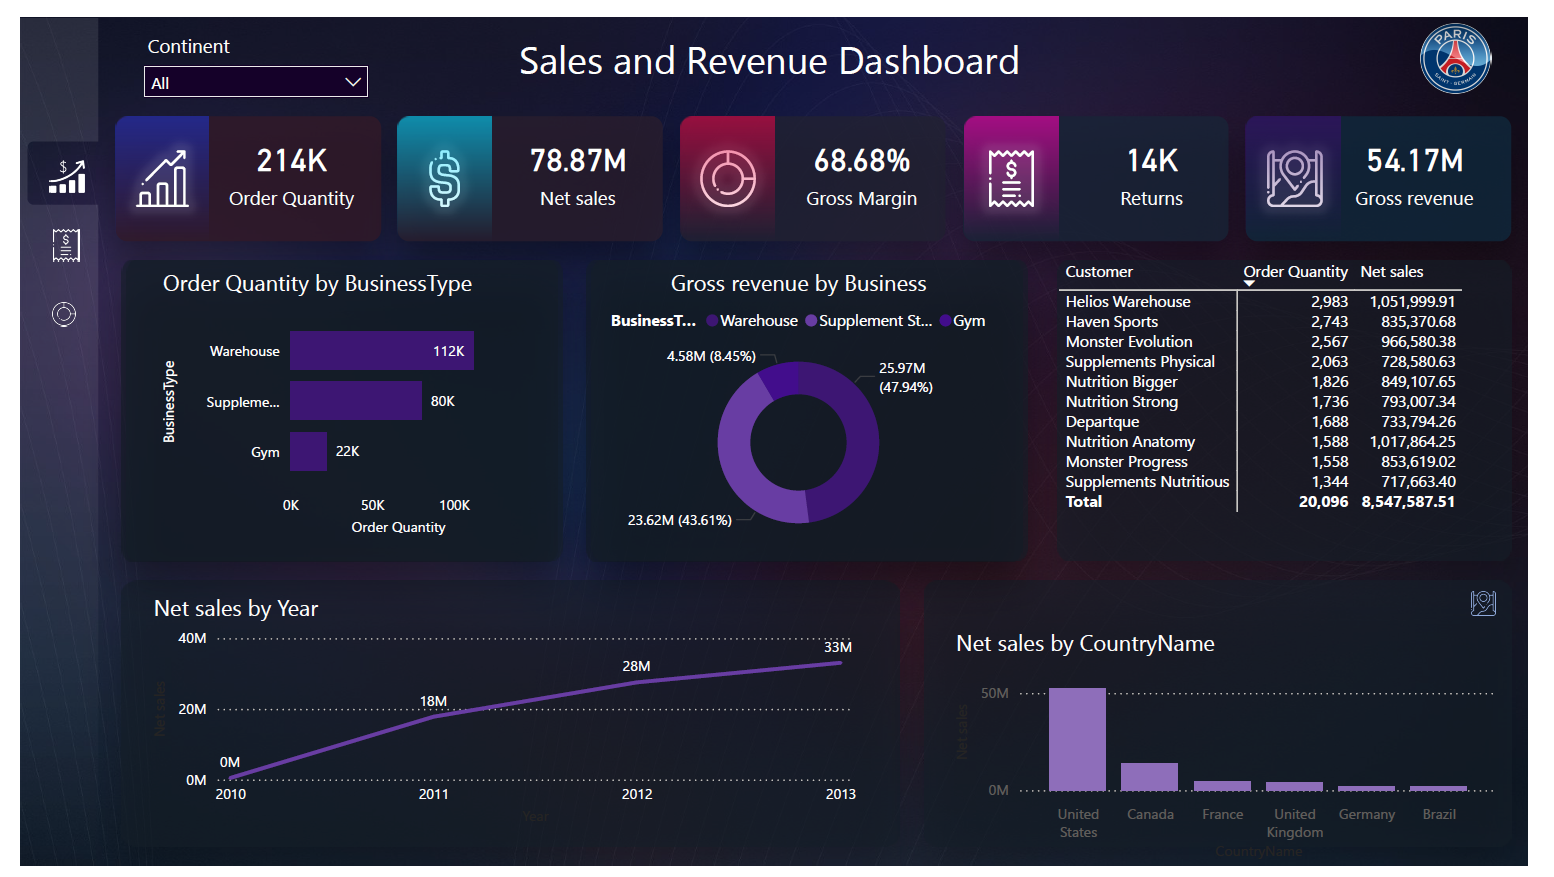 Continent
All
Sales and Revenue Dashboard
PARIS
SAINT-GERMAIN
214K
Order Quantity
78.87M
Net sales
68.68%
Gross Margin
14K
Returns
54.17M
Gross revenue
Order Quantity by BusinessType
BusinessType
Warehouse
112K
Suppleme...
80K
Gym
22K
0K 50K 100K
Order Quantity
Gross revenue by Business
BusinessT... Warehouse Supplement St... Gym
4.58M (8.45%)
25.97M
(47.94%)
23.62M (43.61%)
Customer Order Quantity Net sales
Helios Warehouse 2,983 1,051,999.91
Haven Sports 2,743 835,370.68
Monster Evolution 2,567 966,580.38
Supplements Physical 2,063 728,580.63
Nutrition Bigger 1,826 849,107.65
Nutrition Strong 1,736 793,007.34
Departque 1,688 733,794.26
Nutrition Anatomy 1,588 1,017,864.25
Monster Progress 1,558 853,619.02
Supplements Nutritious 1,344 717,663.40
Total 20,096 8,547,587.51
Net sales by Year
Net sales
40M
20M
0M
0M
18M
28M
33M
2010 2011 2012 2013
Year
Net sales by CountryName
Net sales
50M
0M
United States
Canada
France
United Kingdom
Germany
Brazil
CountryName